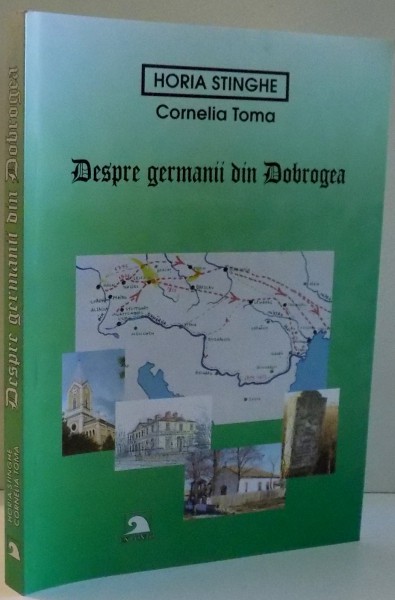 HORIA STINGHE
Cornelia Toma
Despre germanii din Dobrogea
Despre germanii din Dobrogea
HORIA STINGHE
CORNELIA TOMA